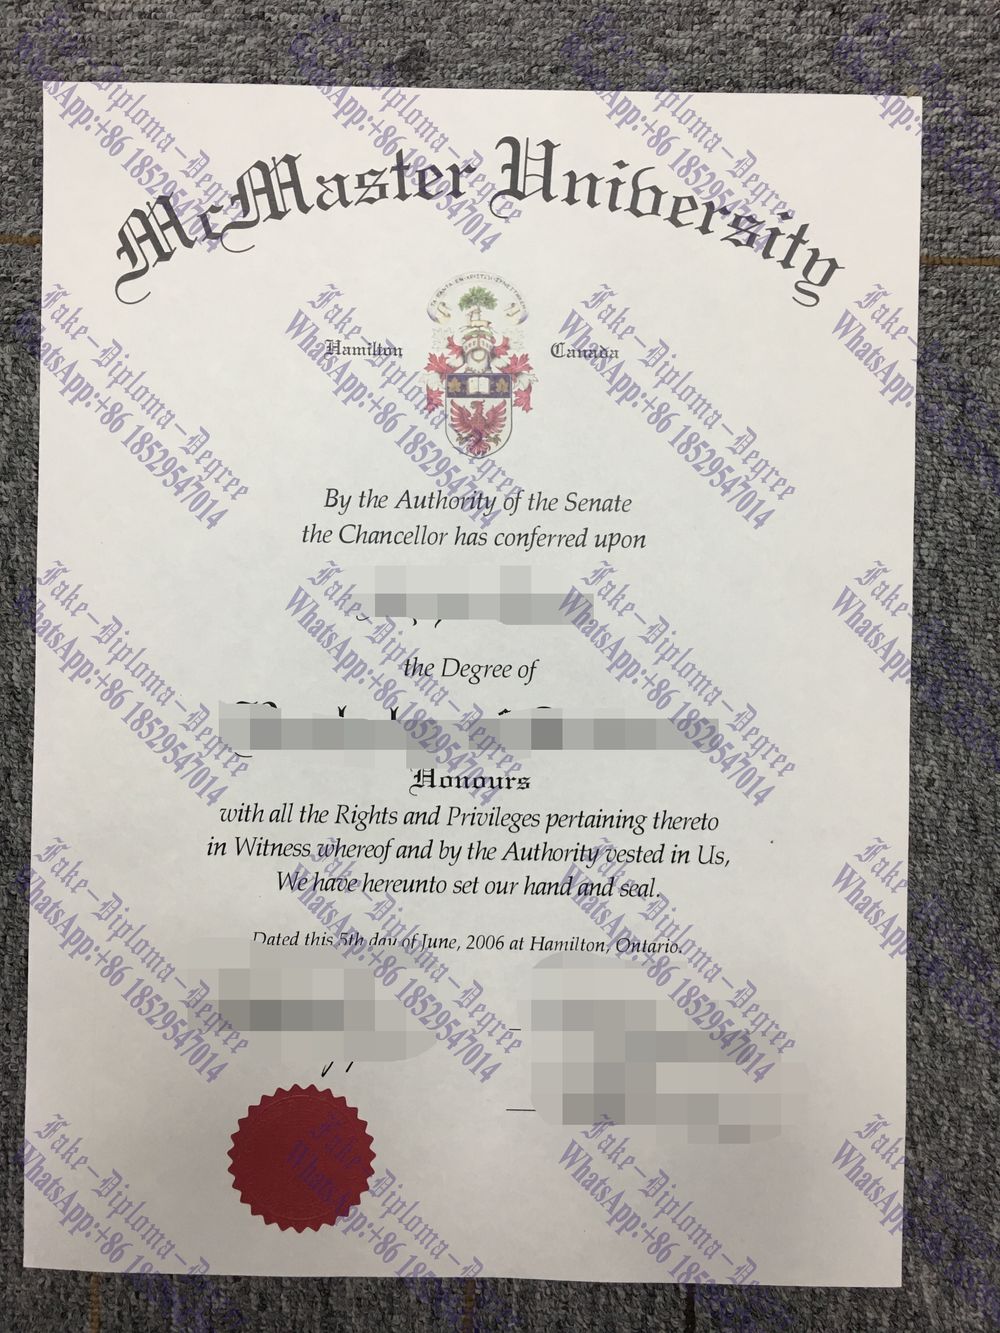 McMaster University
Hamilton Canada
By the Authority of the Senate
the Chancellor has conferred upon
the Degree of
Honours
with all the Rights and Privileges pertaining thereto
in Witness whereof and by the Authority vested in Us,
We have hereunto set our hand and seal.
Dated this 5th day of June, 2006 at Hamilton, Ontario.
Fake-Diploma-Degree
WhatsApp:+86 18529547014